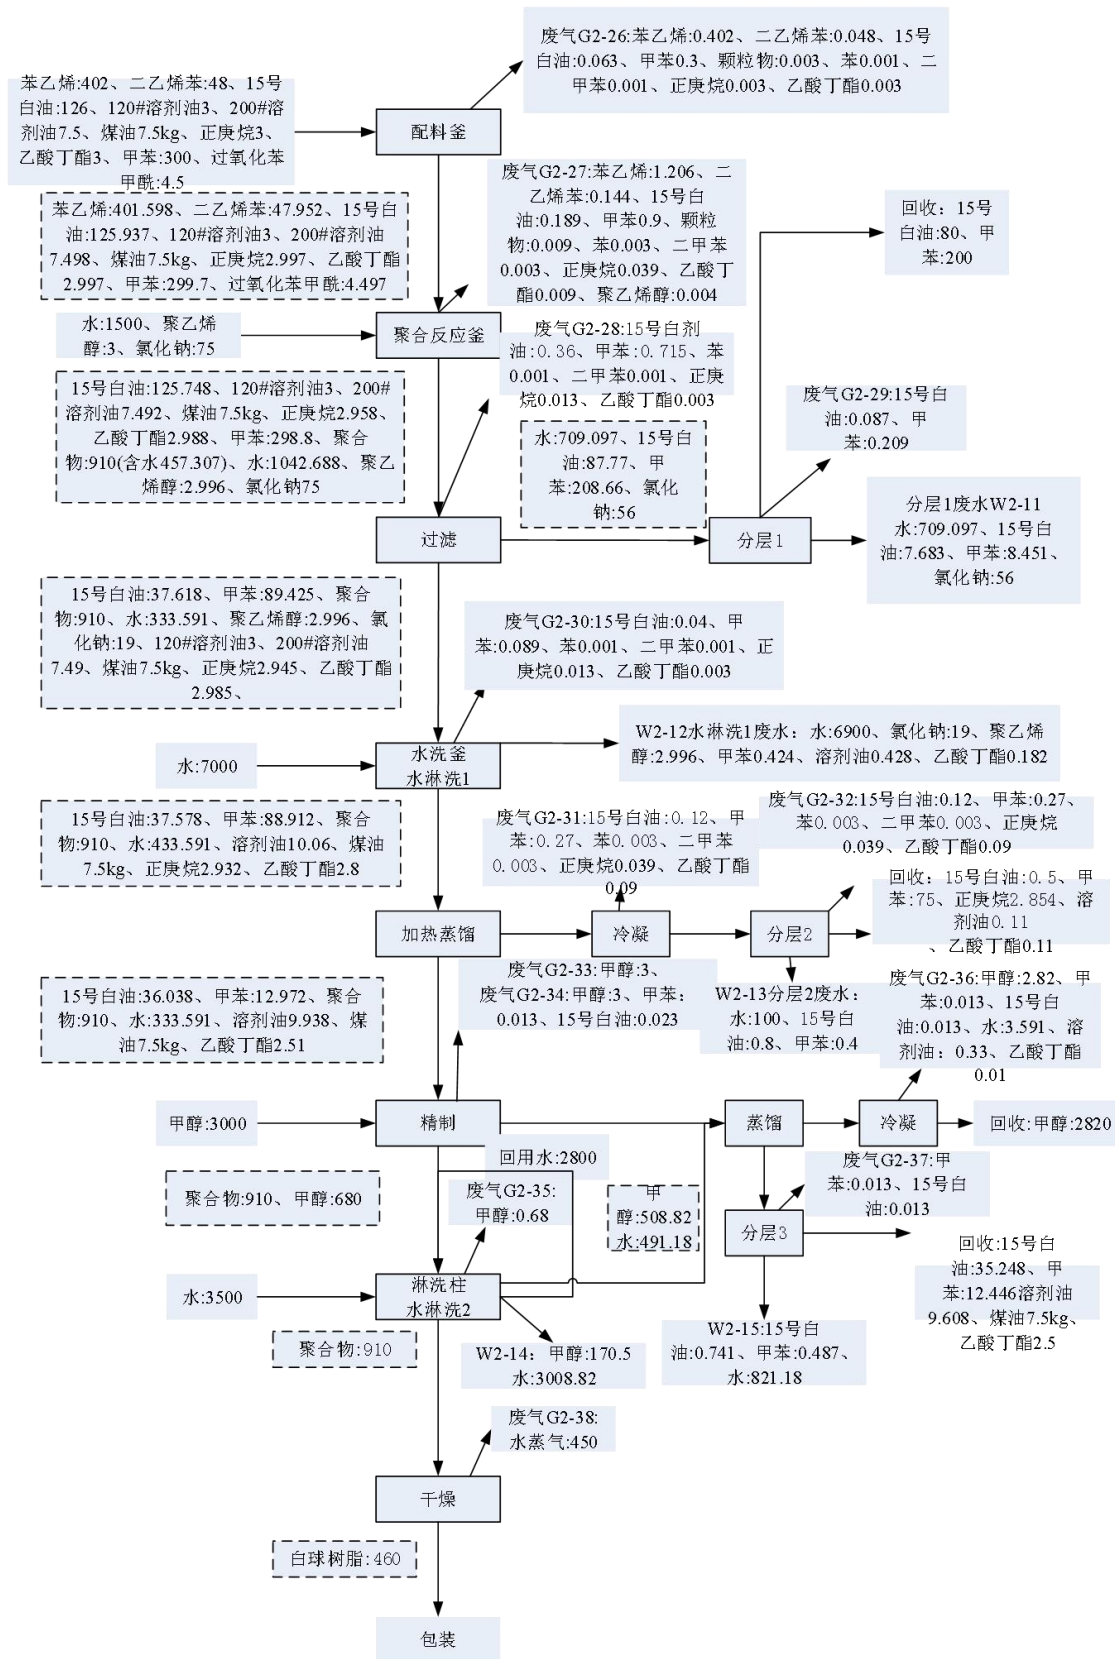 废气G2-26:苯乙烯:0.402、二乙烯苯:0.048、15号
白油:0.063、甲苯0.3、颗粒物:0.003、苯0.001、二
甲苯0.001、正庚烷0.003、乙酸丁酯0.003
苯乙烯:402、二乙烯苯:48、15号
白油:126、120#溶剂油3、200#溶
剂油7.5、煤油7.5kg、正庚烷3、
乙酸丁酯3、甲苯:300、过氧化苯
甲酰:4.5
配料釜
废气G2-27:苯乙烯:1.206、二
乙烯苯:0.144、15号白
油:0.189、甲苯0.9、颗粒
物:0.009、苯0.003、二甲苯
0.003、正庚烷0.039、乙酸丁
酯0.009、聚乙烯醇:0.004
苯乙烯:401.598、二乙烯苯:47.952、15号白
油:125.937、120#溶剂油3、200#溶剂油
7.498、煤油7.5kg、正庚烷2.997、乙酸丁酯
2.997、甲苯:299.7、过氧化苯甲酰:4.497
回收：15号
白油:80、甲
苯:200
水:1500、聚乙烯
醇:3、氯化钠:75
聚合反应釜
废气G2-28:15号白剂
油:0.36、甲苯:0.715、苯
0.001、二甲苯0.001、正庚
烷0.013、乙酸丁酯0.003
15号白油:125.748、120#溶剂油3、200#
溶剂油7.492、煤油7.5kg、正庚烷2.958、
乙酸丁酯2.988、甲苯:298.8、聚合
物:910(含水457.307)、水:1042.688、聚乙
烯醇:2.996、氯化钠75
废气G2-29:15号白
油:0.087、甲
苯:0.209
水:709.097、15号白
油:87.77、甲
苯:208.66、氯化
钠:56
过滤
分层1
分层1废水W2-11
水:709.097、15号白
油:7.683、甲苯:8.451、
氯化钠:56
15号白油:37.618、甲苯:89.425、聚合
物:910、水:333.591、聚乙烯醇:2.996、氯
化钠:19、120#溶剂油3、200#溶剂油
7.49、煤油7.5kg、正庚烷2.945、乙酸丁酯
2.985、
废气G2-30:15号白油:0.04、甲
苯:0.089、苯0.001、二甲苯0.001、正
庚烷0.013、乙酸丁酯0.003
水:7000
水洗釜
水淋洗1
W2-12水淋洗1废水：水:6900、氯化钠:19、聚乙烯
醇:2.996、甲苯0.424、溶剂油0.428、乙酸丁酯0.182
15号白油:37.578、甲苯:88.912、聚合
物:910、水:433.591、溶剂油10.06、煤油
7.5kg、正庚烷2.932、乙酸丁酯2.8
废气G2-31:15号白油:0.12、甲
苯:0.27、苯0.003、二甲苯
0.003、正庚烷0.039、乙酸丁酯
0.09
废气G2-32:15号白油:0.12、甲苯:0.27、
苯0.003、二甲苯0.003、正庚烷
0.039、乙酸丁酯0.09
回收：15号白油:0.5、甲
苯:75、正庚烷2.854、溶
剂油0.11
、乙酸丁酯0.11
加热蒸馏
冷凝
分层2
15号白油:36.038、甲苯:12.972、聚合
物:910、水:333.591、溶剂油9.938、煤
油7.5kg、乙酸丁酯2.51
废气G2-33:甲醇:3、
废气G2-34:甲醇:3、甲苯：
0.013、15号白油:0.023
W2-13分层2废水：
水:100、15号白
油:0.8、甲苯:0.4
废气G2-36:甲醇:2.82、甲
苯:0.013、15号白
油:0.013、水:3.591、溶
剂油：0.33、乙酸丁酯
0.01
甲醇:3000
精制
蒸馏
冷凝
回收:甲醇:2820
回用水:2800
聚合物:910、甲醇:680
废气G2-35:
甲醇:0.68
甲
醇:508.82
水:491.18
废气G2-37:甲
苯:0.013、15号白
油:0.013
分层3
回收:15号白
油:35.248、甲
苯:12.446溶剂油
9.608、煤油7.5kg、
乙酸丁酯2.5
水:3500
淋洗柱
水淋洗2
聚合物:910
W2-14：甲醇:170.5
水:3008.82
W2-15:15号白
油:0.741、甲苯:0.487、
水:821.18
废气G2-38:
水蒸气:450
干燥
白球树脂:460
包装